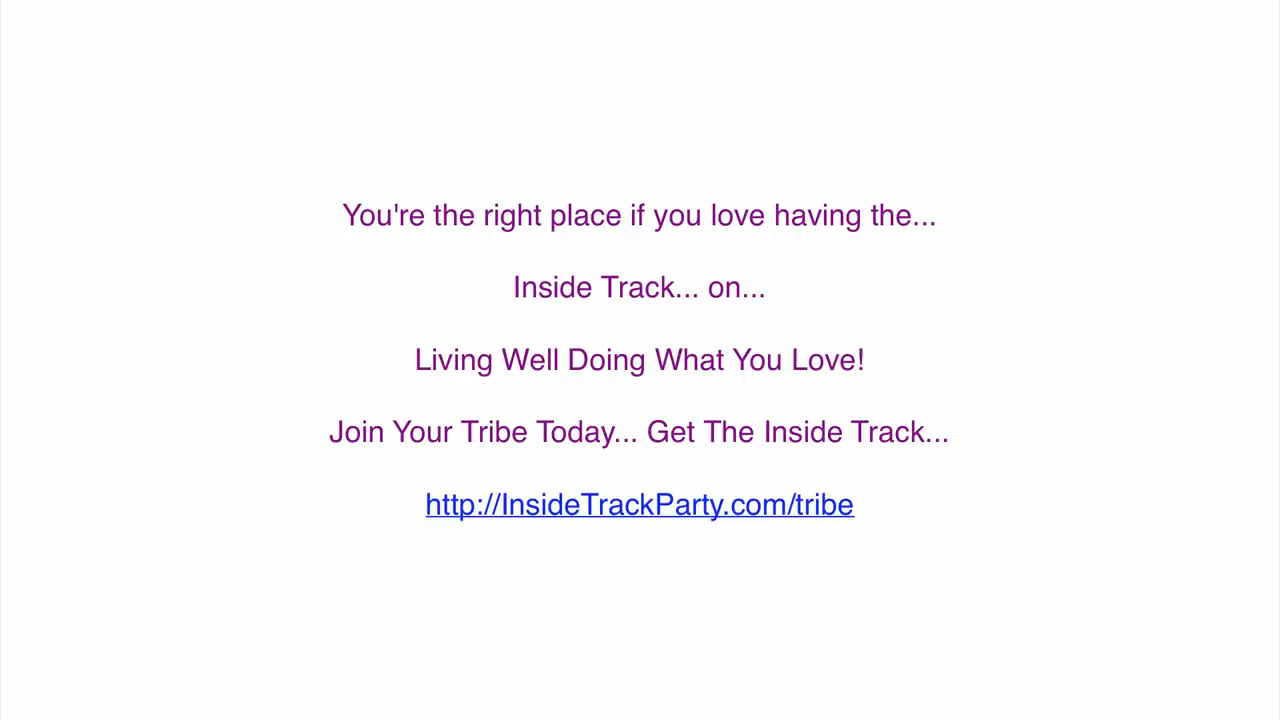 You're the right place if you love having the...
Inside Track... on...
Living Well Doing What You Love!
Join Your Tribe Today... Get The Inside Track...
http://InsideTrackParty.com/tribe